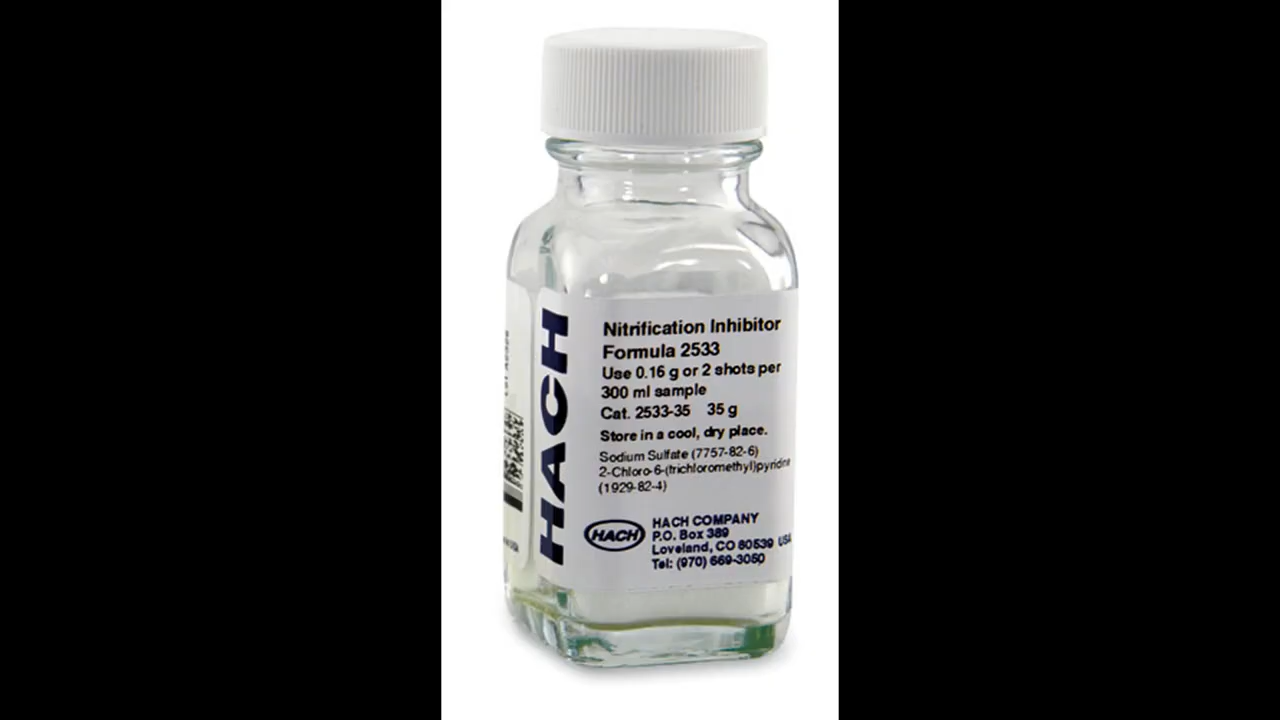 HACH
Nitrification Inhibitor
Formula 2533
Use 0.16 g or 2 shots per
300 ml sample
Cat. 2533-35 35 g
Store in a cool, dry place.
Sodium Sulfate (7757-82-6)
2-Chloro-6-(trichloromethyl)pyridine
(1929-82-4)
HACH
HACH COMPANY
P.O. Box 389
Loveland, CO 80539 USA
Tel: (970) 669-3050